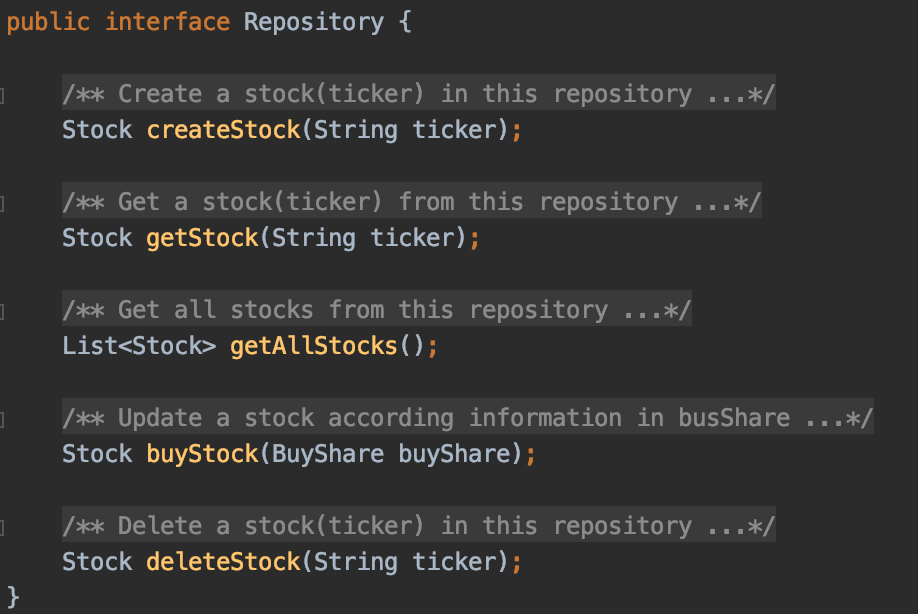 public interface Repository {
/** Create a stock(ticker) in this repository ...*/
Stock createStock(String ticker);
/** Get a stock(ticker) from this repository ...*/
Stock getStock(String ticker);
/** Get all stocks from this repository ...*/
List<Stock> getAllStocks();
/** Update a stock according information in busShare ...*/
Stock buyStock(BuyShare buyShare);
/** Delete a stock(ticker) in this repository ...*/
Stock deleteStock(String ticker);
}